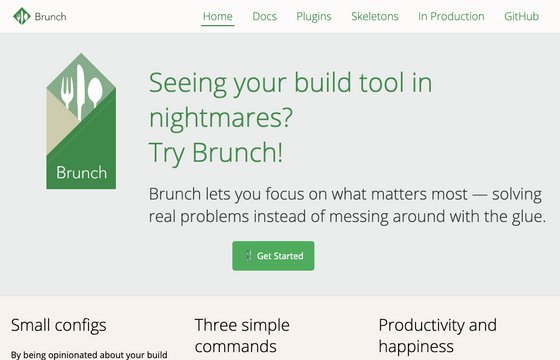 Brunch
Home
Docs
Plugins
Skeletons
In Production
GitHub
Brunch
Seeing your build tool in
nightmares?
Try Brunch!
Brunch lets you focus on what matters most — solving
real problems instead of messing around with the glue.
Get Started
Small configs
By being opinionated about your build
Three simple
commands
Productivity and
happiness